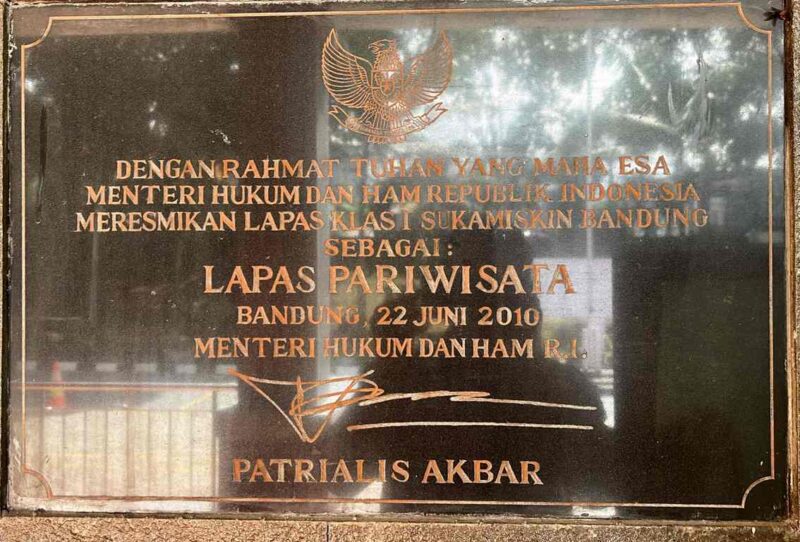 DENGAN RAHMAT TUHAN YANG MAHA ESA
MENTERI HUKUM DAN HAM REPUBLIK INDONESIA
MERESMIKAN LAPAS KLAS I SUKAMISKIN BANDUNG
SEBAGAI :
LAPAS PARIWISATA
BANDUNG, 22 JUNI 2010
MENTERI HUKUM DAN HAM R.I.
PATRIALIS AKBAR